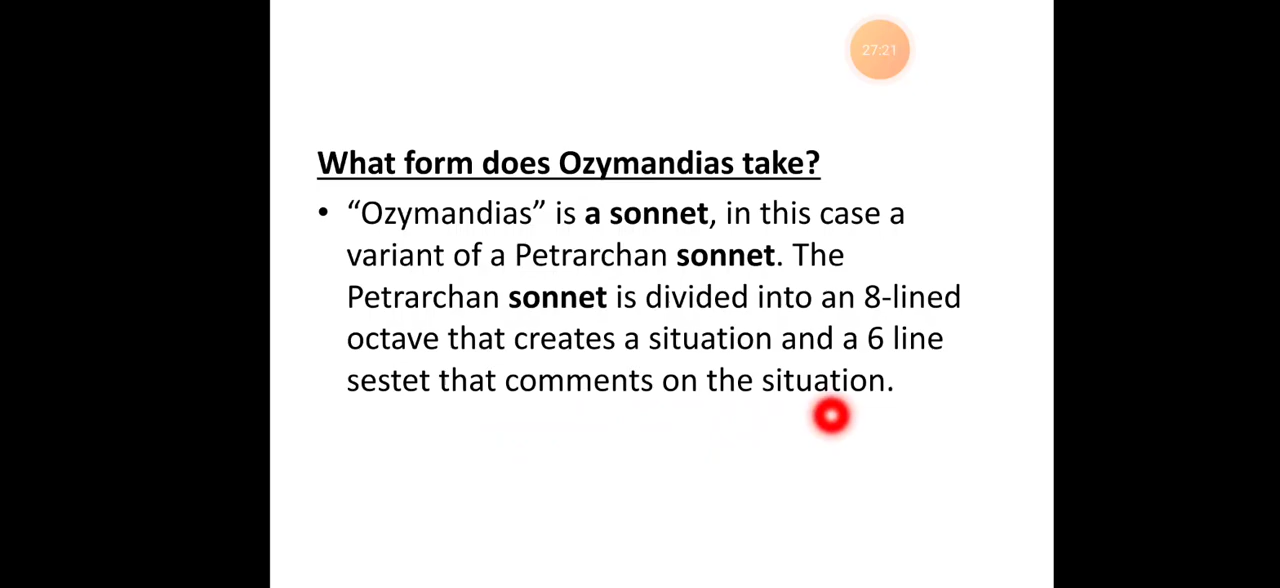 27:21
What form does Ozymandias take?
• “Ozymandias” is a sonnet, in this case a
variant of a Petrarchan sonnet. The
Petrarchan sonnet is divided into an 8-lined
octave that creates a situation and a 6 line
sestet that comments on the situation.